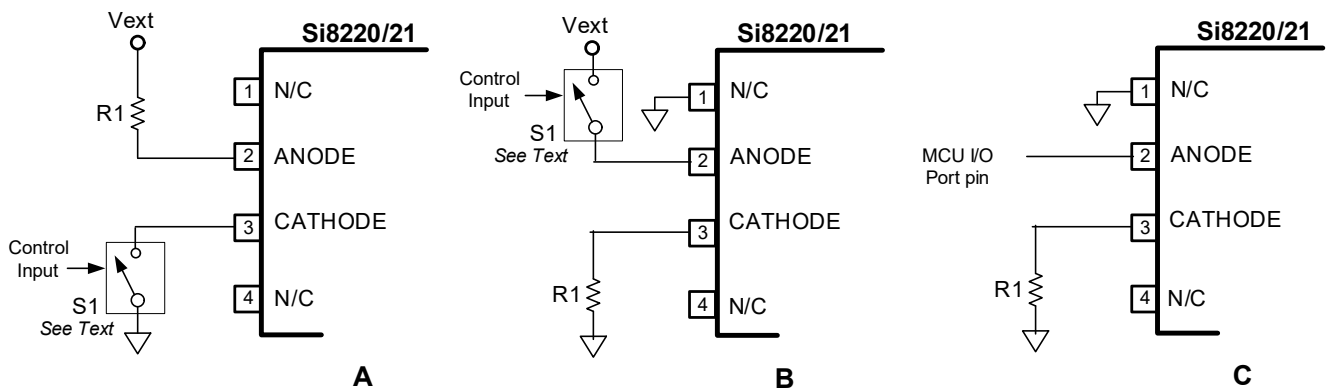 Vext
Si8220/21
1
N/C
R1
2
ANODE
3
CATHODE
Control
Input
S1
See Text
4
N/C
A
Vext
Si8220/21
Control
Input
1
N/C
S1
See Text
2
ANODE
3
CATHODE
R1
4
N/C
B
Si8220/21
1
N/C
MCU I/O
Port pin
2
ANODE
3
CATHODE
R1
4
N/C
C